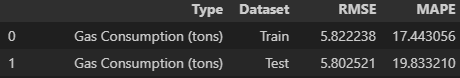 Type Dataset RMSE MAPE
0 Gas Consumption (tons) Train 5.822238 17.443056
1 Gas Consumption (tons) Test 5.802521 19.833210